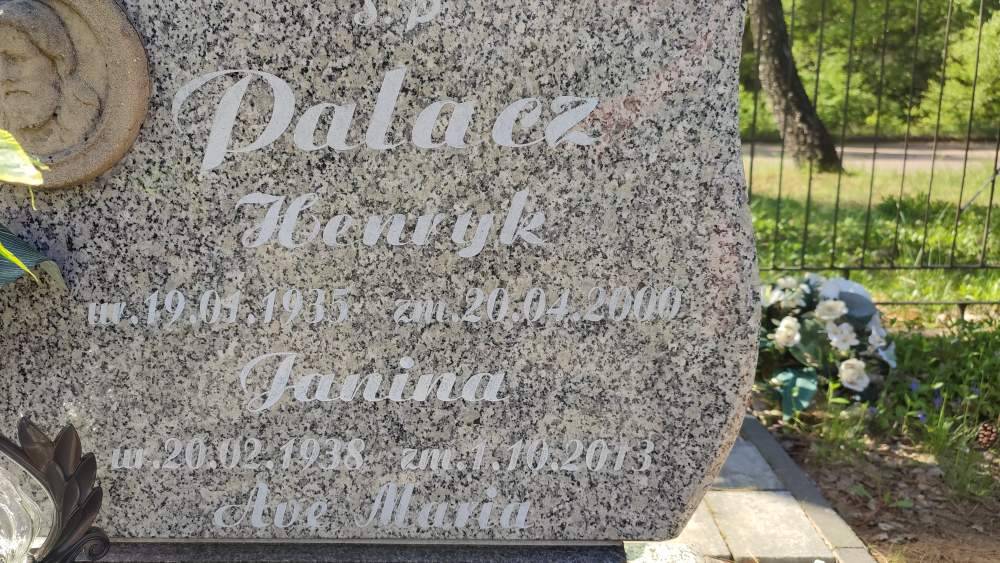 Ś.P
Palacz
Henryk
ur.19.01.1935 zm.20.04.2000
Janina
ur.20.02.1938 zm.1.10.2013
Ave Maria